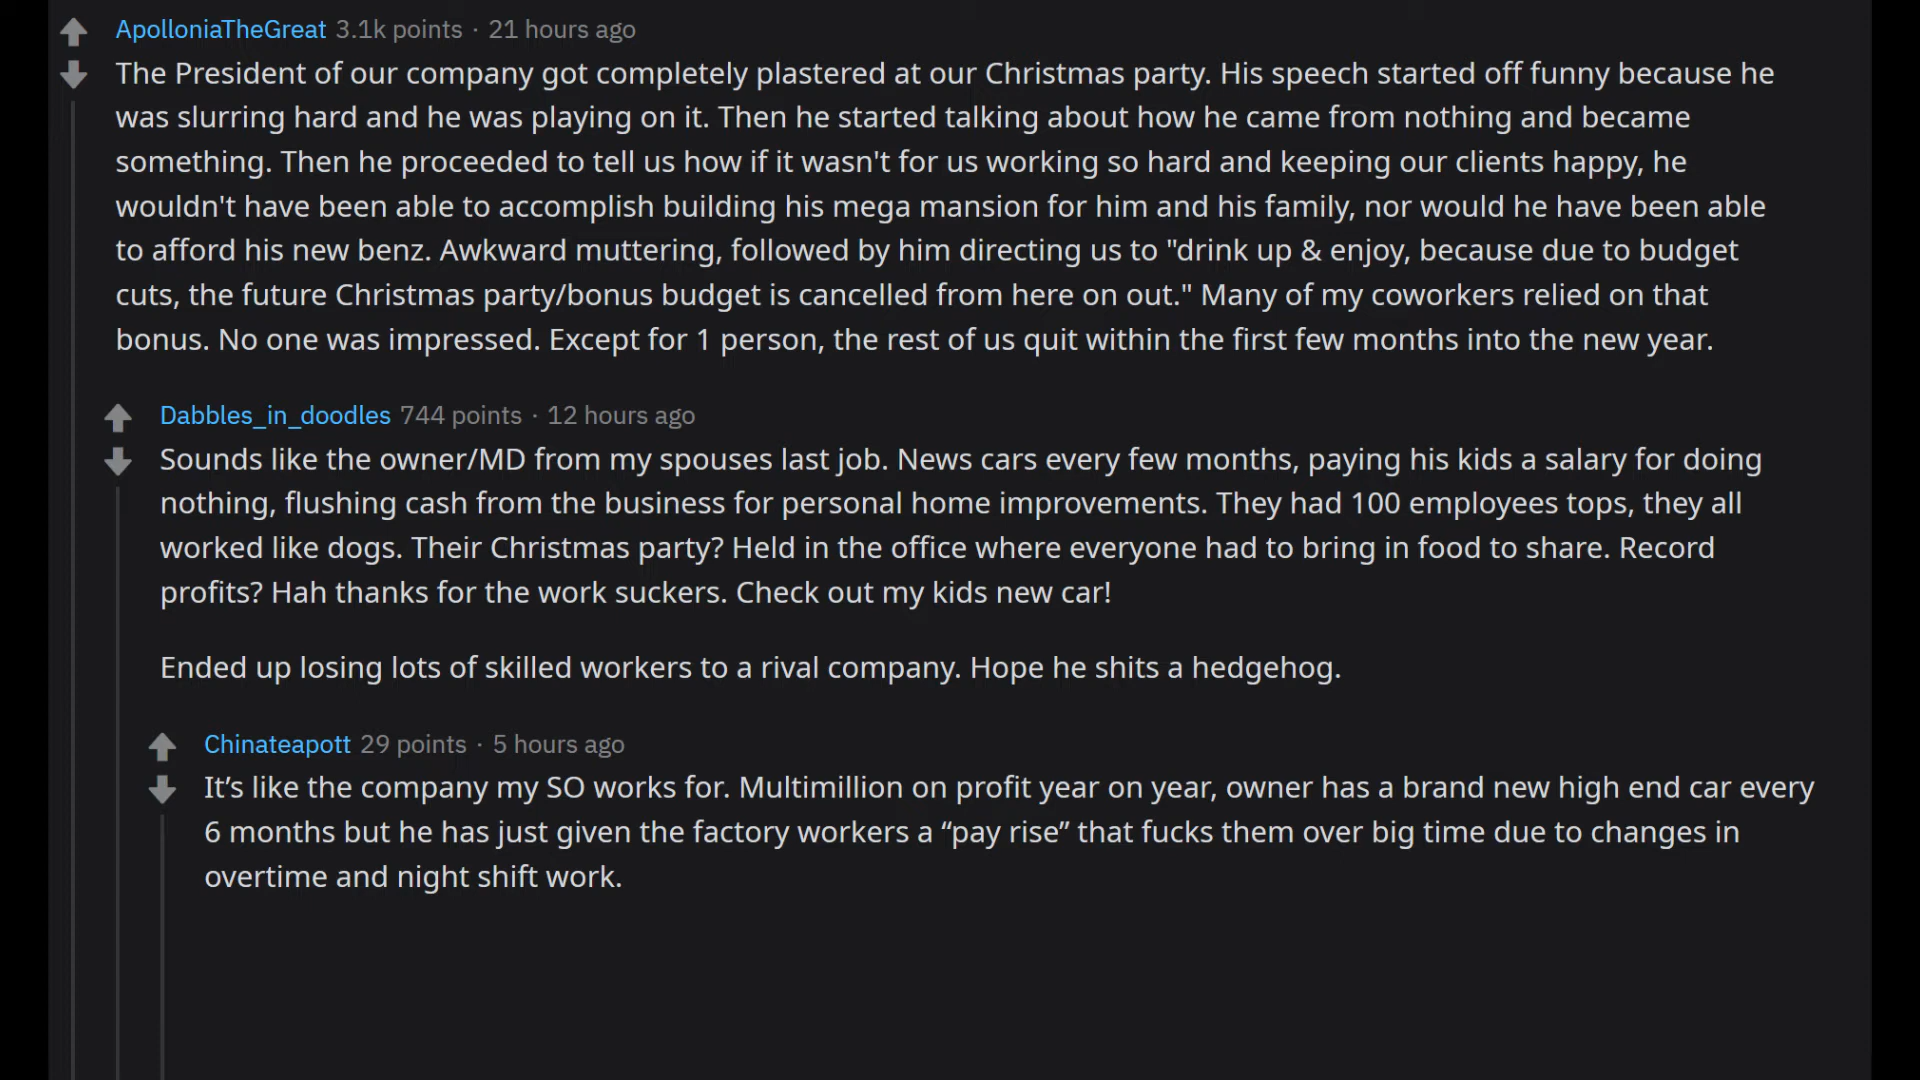 ApolloniaTheGreat 3.1k points · 21 hours ago
The President of our company got completely plastered at our Christmas party. His speech started off funny because he
was slurring hard and he was playing on it. Then he started talking about how he came from nothing and became
something. Then he proceeded to tell us how if it wasn't for us working so hard and keeping our clients happy, he
wouldn't have been able to accomplish building his mega mansion for him and his family, nor would he have been able
to afford his new benz. Awkward muttering, followed by him directing us to "drink up & enjoy, because due to budget
cuts, the future Christmas party/bonus budget is cancelled from here on out." Many of my coworkers relied on that
bonus. No one was impressed. Except for 1 person, the rest of us quit within the first few months into the new year.
Dabbles_in_doodles 744 points · 12 hours ago
Sounds like the owner/MD from my spouses last job. News cars every few months, paying his kids a salary for doing
nothing, flushing cash from the business for personal home improvements. They had 100 employees tops, they all
worked like dogs. Their Christmas party? Held in the office where everyone had to bring in food to share. Record
profits? Hah thanks for the work suckers. Check out my kids new car!
Ended up losing lots of skilled workers to a rival company. Hope he shits a hedgehog.
Chinateapott 29 points · 5 hours ago
It’s like the company my SO works for. Multimillion on profit year on year, owner has a brand new high end car every
6 months but he has just given the factory workers a “pay rise” that fucks them over big time due to changes in
overtime and night shift work.